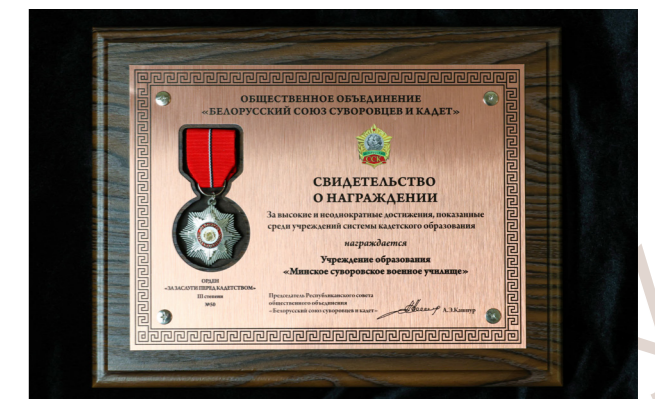 ОБЩЕСТВЕННОЕ ОБЪЕДИНЕНИЕ
«БЕЛОРУССКИЙ СОЮЗ СУВОРОВЦЕВ И КАДЕТ»
ССК
СВИДЕТЕЛЬСТВО
О НАГРАЖДЕНИИ
За высокие и неоднократные достижения, показанные
среди учреждений системы кадетского образования
награждается
Учреждение образования
«Минское суворовское военное училище»
ОРДЕН
«ЗА ЗАСЛУГИ ПЕРЕД КАДЕТСТВОМ»
III степени
№50
Председатель Республиканского совета
общественного объединения
«Белорусский союз суворовцев и кадет»